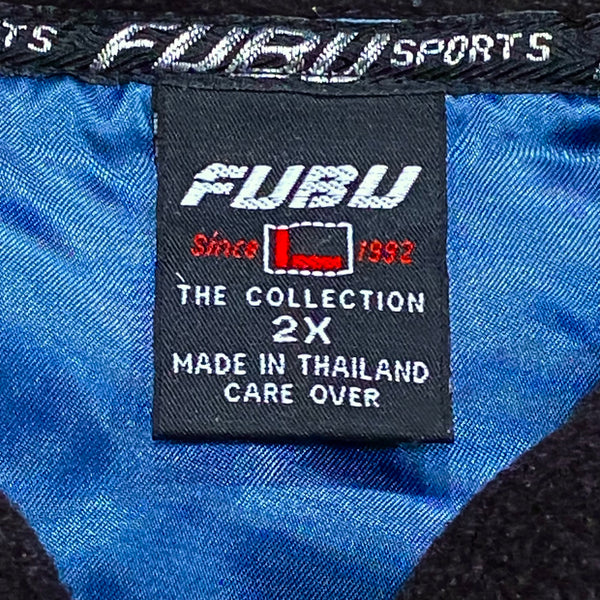 TS FUBU SPORTS
FUBU
Since 1992
THE COLLECTION
2X
MADE IN THAILAND
CARE OVER